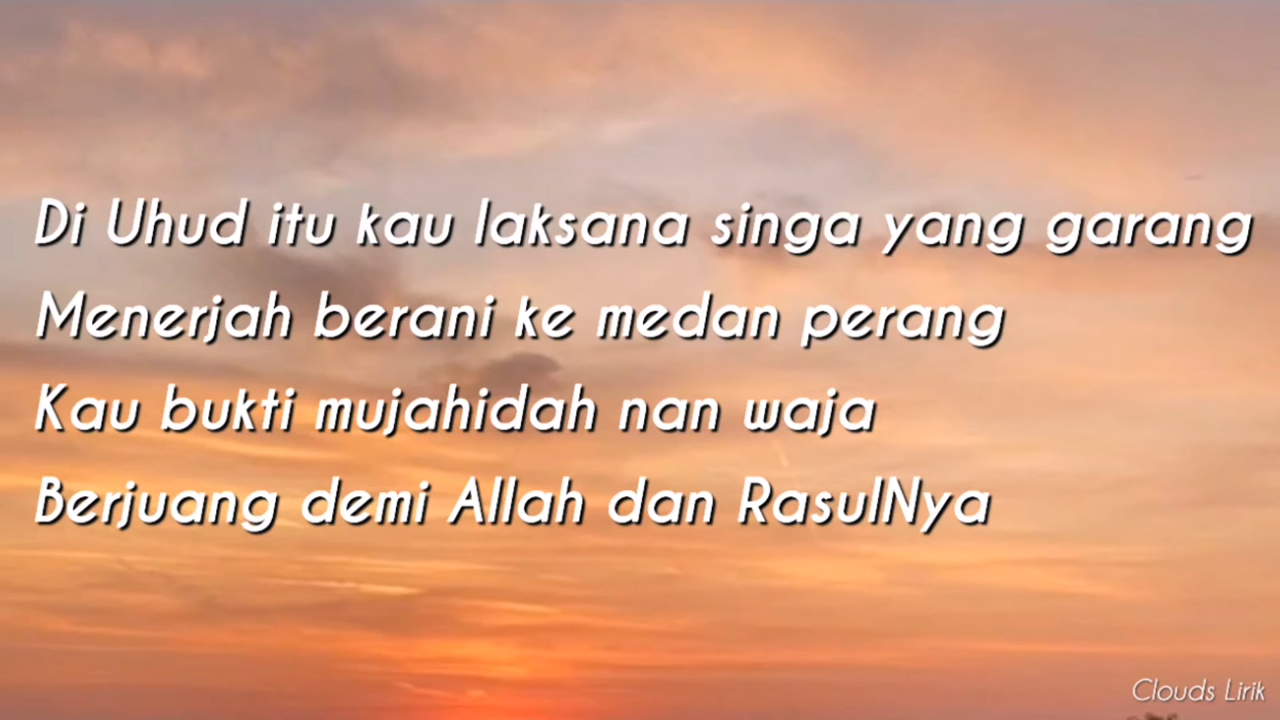 Di Uhud itu kau laksana singa yang garang
Menerjah berani ke medan perang
Kau bukti mujahidah nan waja
Berjuang demi Allah dan RasulNya
Clouds Lirik